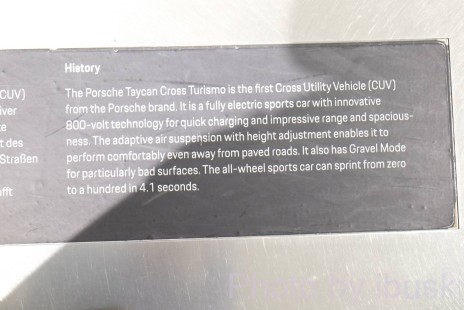 (CUV)
iver
te
t des
Straßen
afft
History
The Porsche Taycan Cross Turismo is the first Cross Utility Vehicle (CUV)
from the Porsche brand. It is a fully electric sports car with innovative
800-volt technology for quick charging and impressive range and spacious-
ness. The adaptive air suspension with height adjustment enables it to
perform comfortably even away from paved roads. It also has Gravel Mode
for particularly bad surfaces. The all-wheel sports car can sprint from zero
to a hundred in 4.1 seconds.